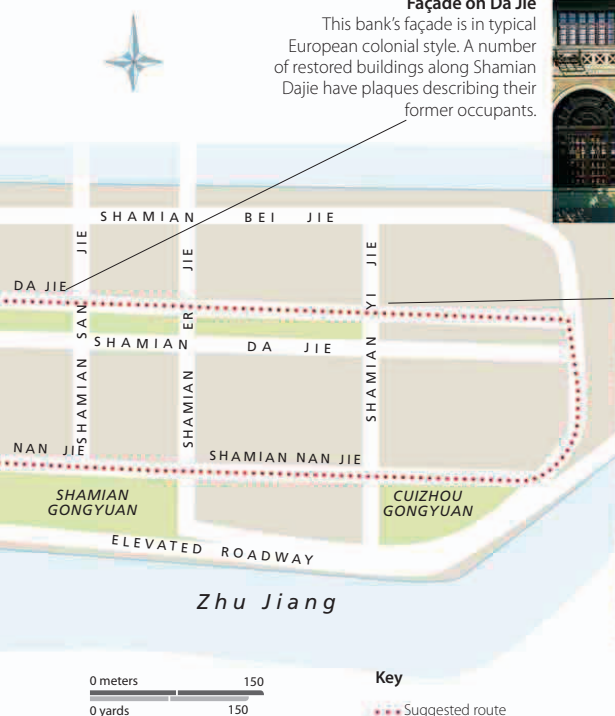 Façade on Da Jie
This bank's façade is in typical
European colonial style. A number
of restored buildings along Shamian
Dajie have plaques describing their
former occupants.
SHAMIAN BEI JIE
DA JIE
SHAMIAN SAN JIE
SHAMIAN ER JIE
SHAMIAN YI JIE
SHAMIAN DA JIE
NAN JIE
SHAMIAN NAN JIE
SHAMIAN
GONGYUAN
CUIZHOU
GONGYUAN
ELEVATED ROADWAY
Zhu Jiang
0 meters 150
0 yards 150
Key
Suggested route